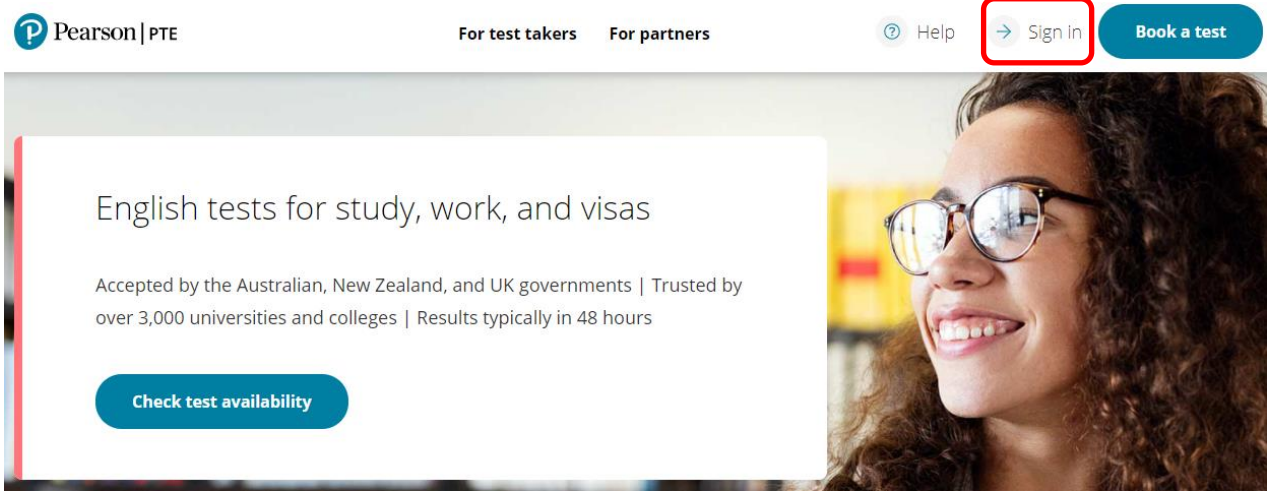 Pearson | PTE
For test takers
For partners
Help
Sign in
Book a test
English tests for study, work, and visas
Accepted by the Australian, New Zealand, and UK governments | Trusted by
over 3,000 universities and colleges | Results typically in 48 hours
Check test availability